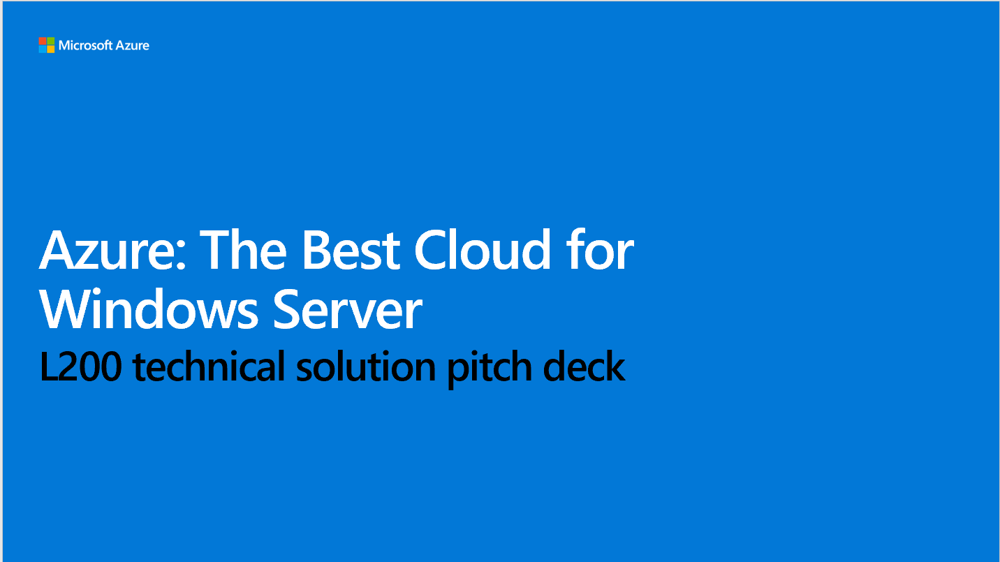 Microsoft Azure
Azure: The Best Cloud for
Windows Server
L200 technical solution pitch deck